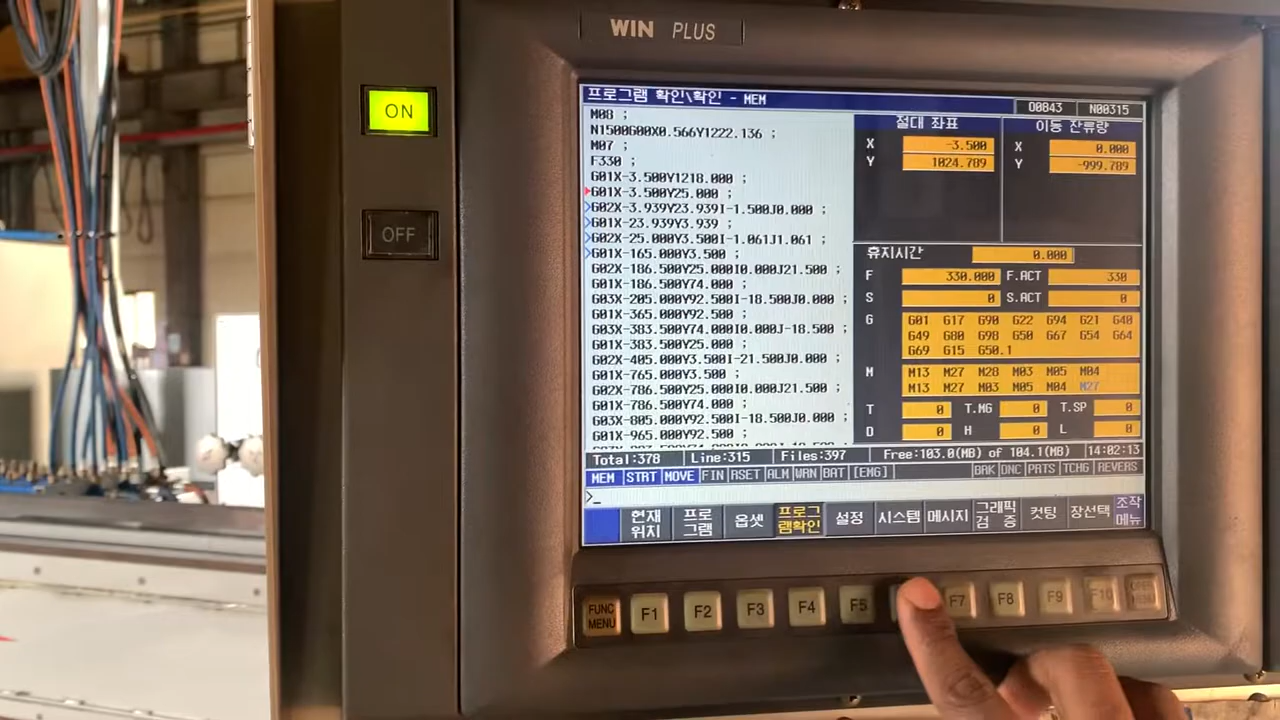 WIN PLUS
ON
OFF
프로그램 확인\확인 - MEM
O0843 N00315
M08 ;
N1500G00X0.566Y1222.136 ;
M07 ;
F330 ;
G01X-3.500Y1218.000 ;
G01X-3.500Y25.000 ;
G02X-3.939Y23.939I-1.500J0.000 ;
G01X-23.939Y3.939 ;
G02X-25.000Y3.500I-1.061J1.061 ;
G01X-165.000Y3.500 ;
G02X-186.500Y25.000I0.000J21.500 ;
G01X-186.500Y74.000 ;
G03X-205.000Y92.500I-18.500J0.000 ;
G01X-365.000Y92.500 ;
G03X-383.500Y74.000I0.000J-18.500 ;
G01X-383.500Y25.000 ;
G02X-405.000Y3.500I-21.500J0.000 ;
G01X-765.000Y3.500 ;
G02X-786.500Y25.000I0.000J21.500 ;
G01X-786.500Y74.000 ;
G03X-805.000Y92.500I-18.500J0.000 ;
G01X-965.000Y92.500 ;
절대 좌표
X -3.500
Y 1024.789
이동 잔류량
X 0.000
Y -999.789
휴지시간 0.000
F 330.000 F.ACT 330
S 0 S.ACT 0
G G01 G17 G90 G22 G94 G21 G40
G49 G80 G98 G50 G67 G54 G64
G69 G15 G50.1
M M13 M27 M28 M03 M05 M04
M13 M27 M03 M05 M04 M27
T 0 T.MG 0 T.SP 0
D 0 H 0 L 0
Total:378 Line:315 Files:397 Free:103.0(MB) of 104.1(MB) 14:02:13
MEM STRT MOVE FIN RSET ALM WRN BAT [EMG] BRK DNC PRTS TCHG REVERS
>_
현재 위치 프로그램 옵셋 프로그램확인 설정 시스템 메시지 그래픽 검증 컷팅 장선택 조작 메뉴
FUNC MENU F1 F2 F3 F4 F5 F7 F8 F9 F10 OPER MENU